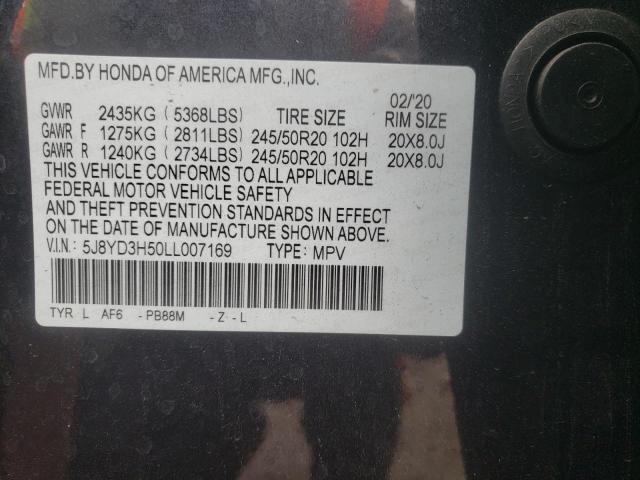 MFD.BY HONDA OF AMERICA MFG.,INC.
02/'20
GVWR 2435KG (5368LBS) TIRE SIZE RIM SIZE
GAWR F 1275KG (2811LBS) 245/50R20 102H 20X8.0J
GAWR R 1240KG (2734LBS) 245/50R20 102H 20X8.0J
THIS VEHICLE CONFORMS TO ALL APPLICABLE
FEDERAL MOTOR VEHICLE SAFETY
AND THEFT PREVENTION STANDARDS IN EFFECT
ON THE DATE OF MANUFACTURE SHOWN ABOVE.
V.I.N.: 5J8YD3H50LL007169 TYPE: MPV
TYR L AF6 - PB88M - Z - L